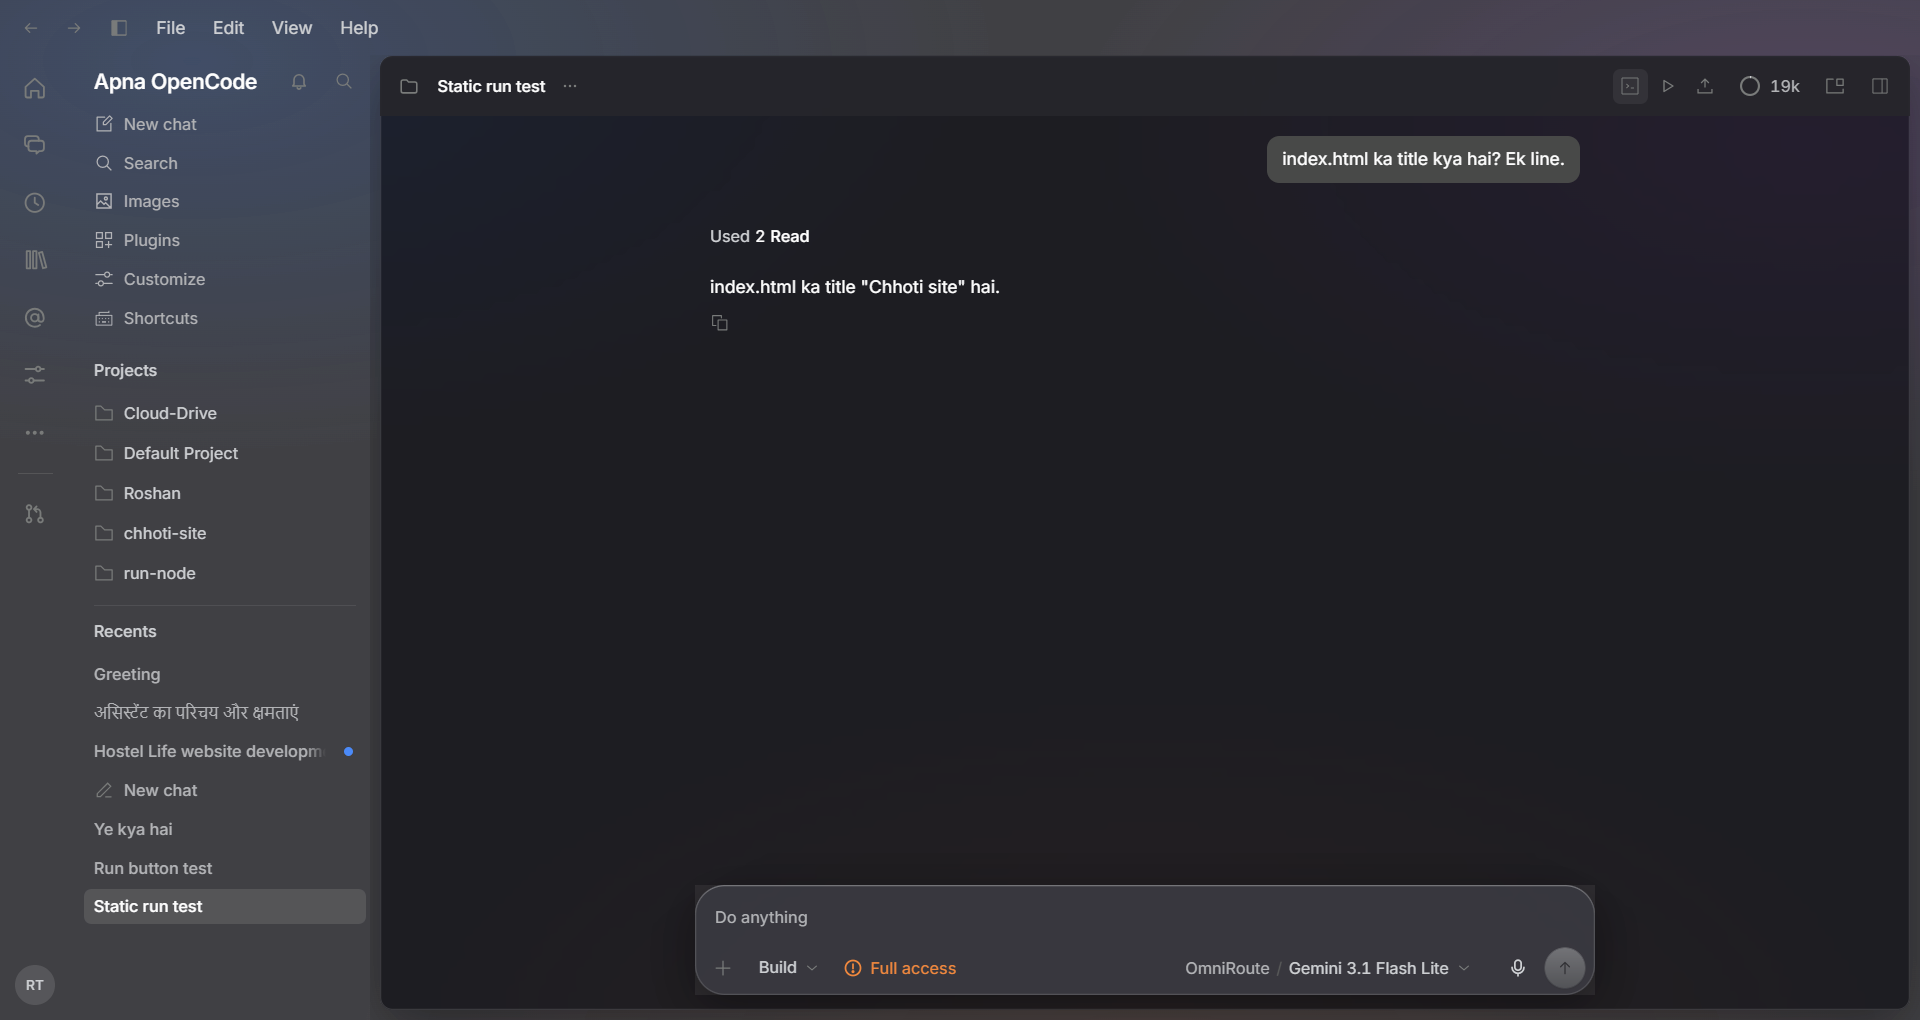 File Edit View Help
Apna OpenCode
New chat
Search
Images
Plugins
Customize
Shortcuts
Projects
Cloud-Drive
Default Project
Roshan
chhoti-site
run-node
Recents
Greeting
असिस्टेंट का परिचय और क्षमताएं
Hostel Life website developm
New chat
Ye kya hai
Run button test
Static run test
RT
Static run test
19k
index.html ka title kya hai? Ek line.
Used 2 Read
index.html ka title "Chhoti site" hai.
Do anything
Build Full access OmniRoute / Gemini 3.1 Flash Lite